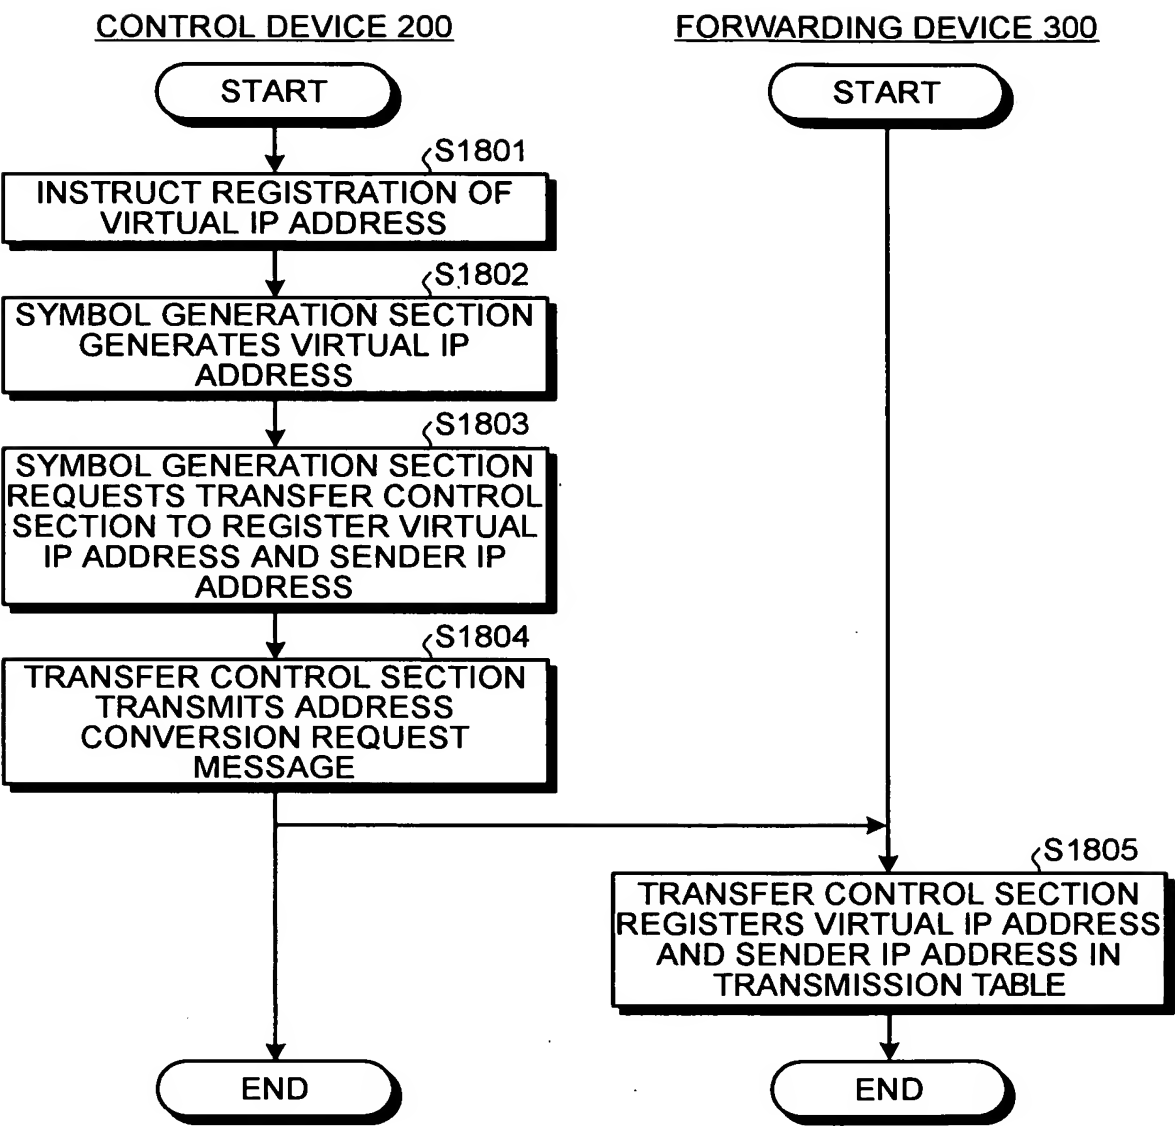 CONTROL DEVICE 200
FORWARDING DEVICE 300
START
START
S1801
INSTRUCT REGISTRATION OF
VIRTUAL IP ADDRESS
S1802
SYMBOL GENERATION SECTION
GENERATES VIRTUAL IP
ADDRESS
S1803
SYMBOL GENERATION SECTION
REQUESTS TRANSFER CONTROL
SECTION TO REGISTER VIRTUAL
IP ADDRESS AND SENDER IP
ADDRESS
S1804
TRANSFER CONTROL SECTION
TRANSMITS ADDRESS
CONVERSION REQUEST
MESSAGE
S1805
TRANSFER CONTROL SECTION
REGISTERS VIRTUAL IP ADDRESS
AND SENDER IP ADDRESS IN
TRANSMISSION TABLE
END
END